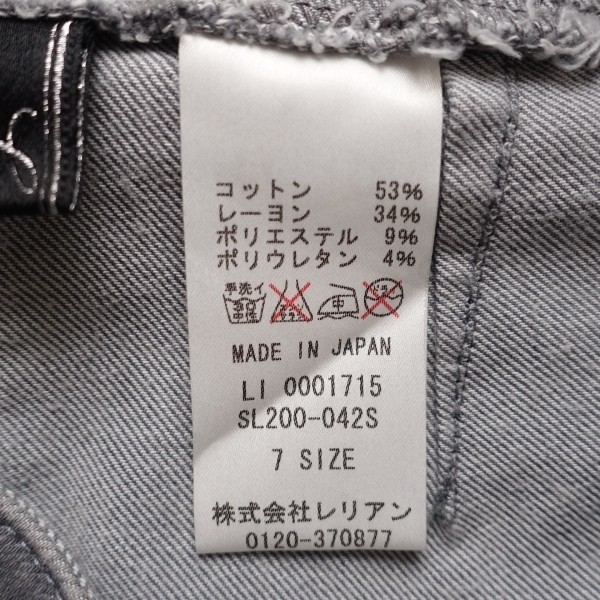 コットン 53%
レーヨン 34%
ポリエステル 9%
ポリウレタン 4%
手洗イ 中
MADE IN JAPAN
LI 0001715
SL200-042S
7 SIZE
株式会社レリアン
0120-370877